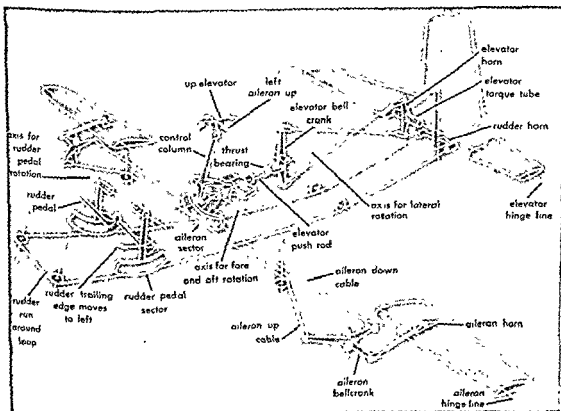 elevator
horn
elevator
torque tube
rudder horn
elevator
hinge line
left
aileron up
up elevator
elevator bell
crank
control
column
thrust
bearing
axis for
rudder
pedal
rotation
rudder
pedal
axis for lateral
rotation
elevator
push rod
aileron
sector
axis for fore
and aft rotation
rudder
run
around
loop
rudder trailing
edge moves
to left
rudder pedal
sector
aileron down
cable
aileron up
cable
aileron horn
aileron
bellcrank
aileron
hinge line